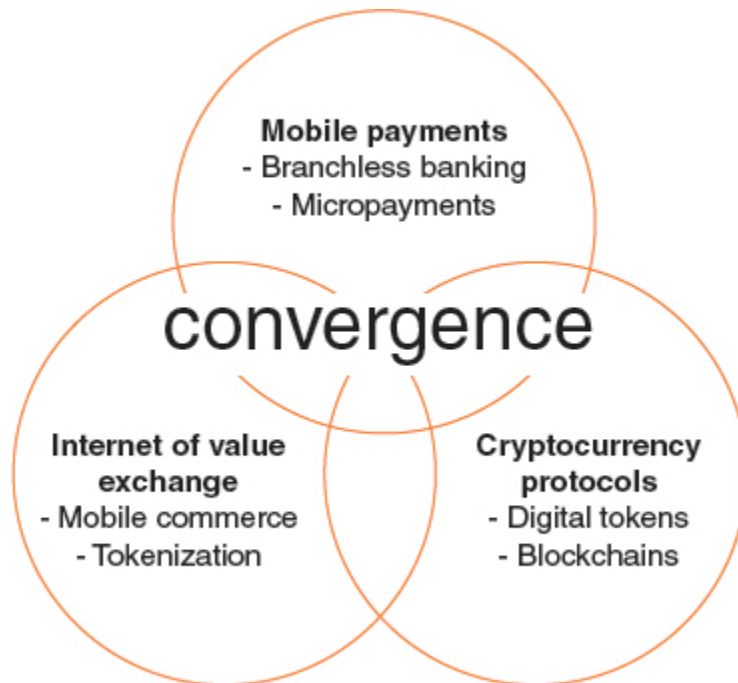 Mobile payments
- Branchless banking
- Micropayments
convergence
Internet of value
exchange
- Mobile commerce
- Tokenization
Cryptocurrency
protocols
- Digital tokens
- Blockchains